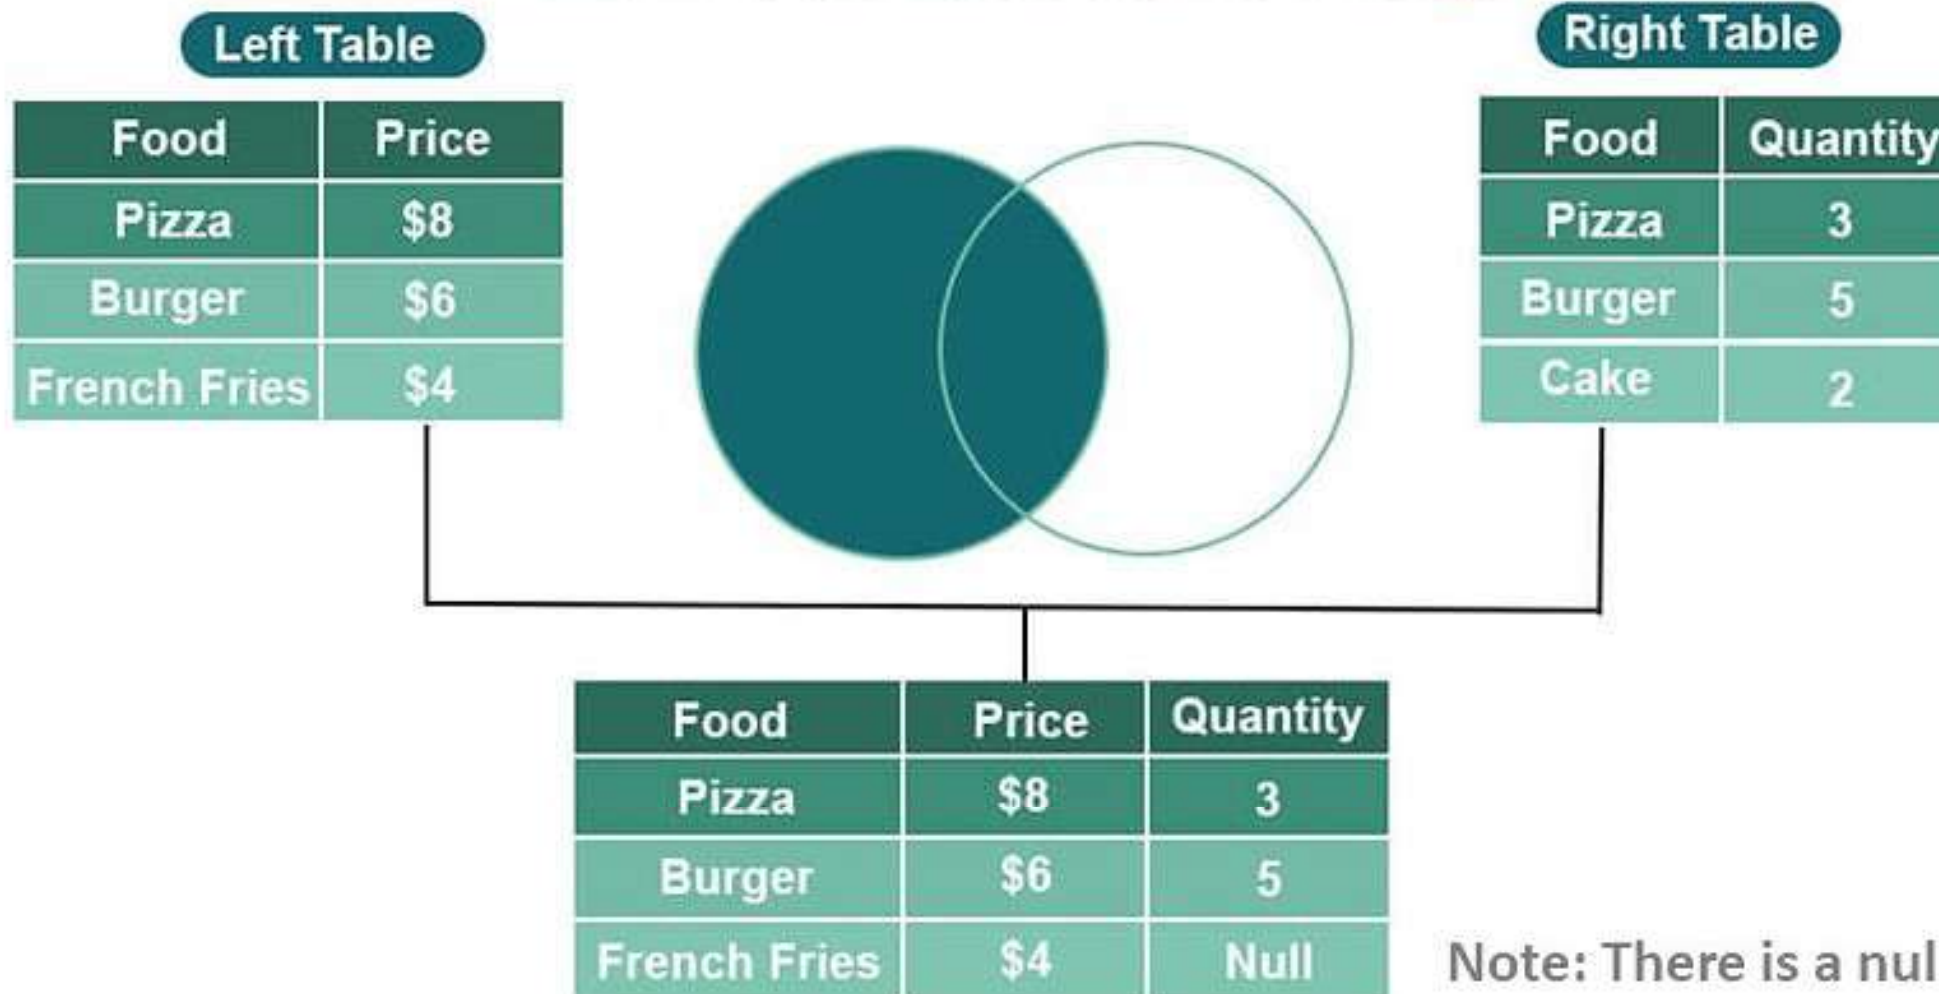 Left Table
Right Table
Food Price
Pizza $8
Burger $6
French Fries $4
Food Quantity
Pizza 3
Burger 5
Cake 2
Food Price Quantity
Pizza $8 3
Burger $6 5
French Fries $4 Null
Note: There is a nul